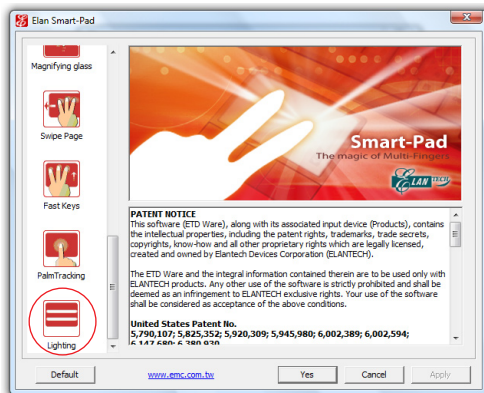 Elan Smart-Pad
Magnifying glass
Swipe Page
Fast Keys
PalmTracking
Lighting
Smart-Pad
The magic of Multi-Fingers
ELANTECH
PATENT NOTICE
This software (ETD Ware), along with its associated input device (Products), contains
the intellectual properties, including the patent rights, trademarks, trade secrets,
copyrights, know-how and all other proprietary rights which are legally licensed,
created and owned by Elantech Devices Corporation (ELANTECH).
The ETD Ware and the integral information contained therein are to be used only with
ELANTECH products. Any other use of the software is strictly prohibited and shall be
deemed as an infringement to ELANTECH exclusive rights. Your use of the software
shall be considered as acceptance of the above conditions.
United States Patent No.
5,790,107; 5,825,352; 5,920,309; 5,945,980; 6,002,389; 6,002,594;
6,147,680; 6,380,929
Default
www.emc.com.tw
Yes
Cancel
Apply